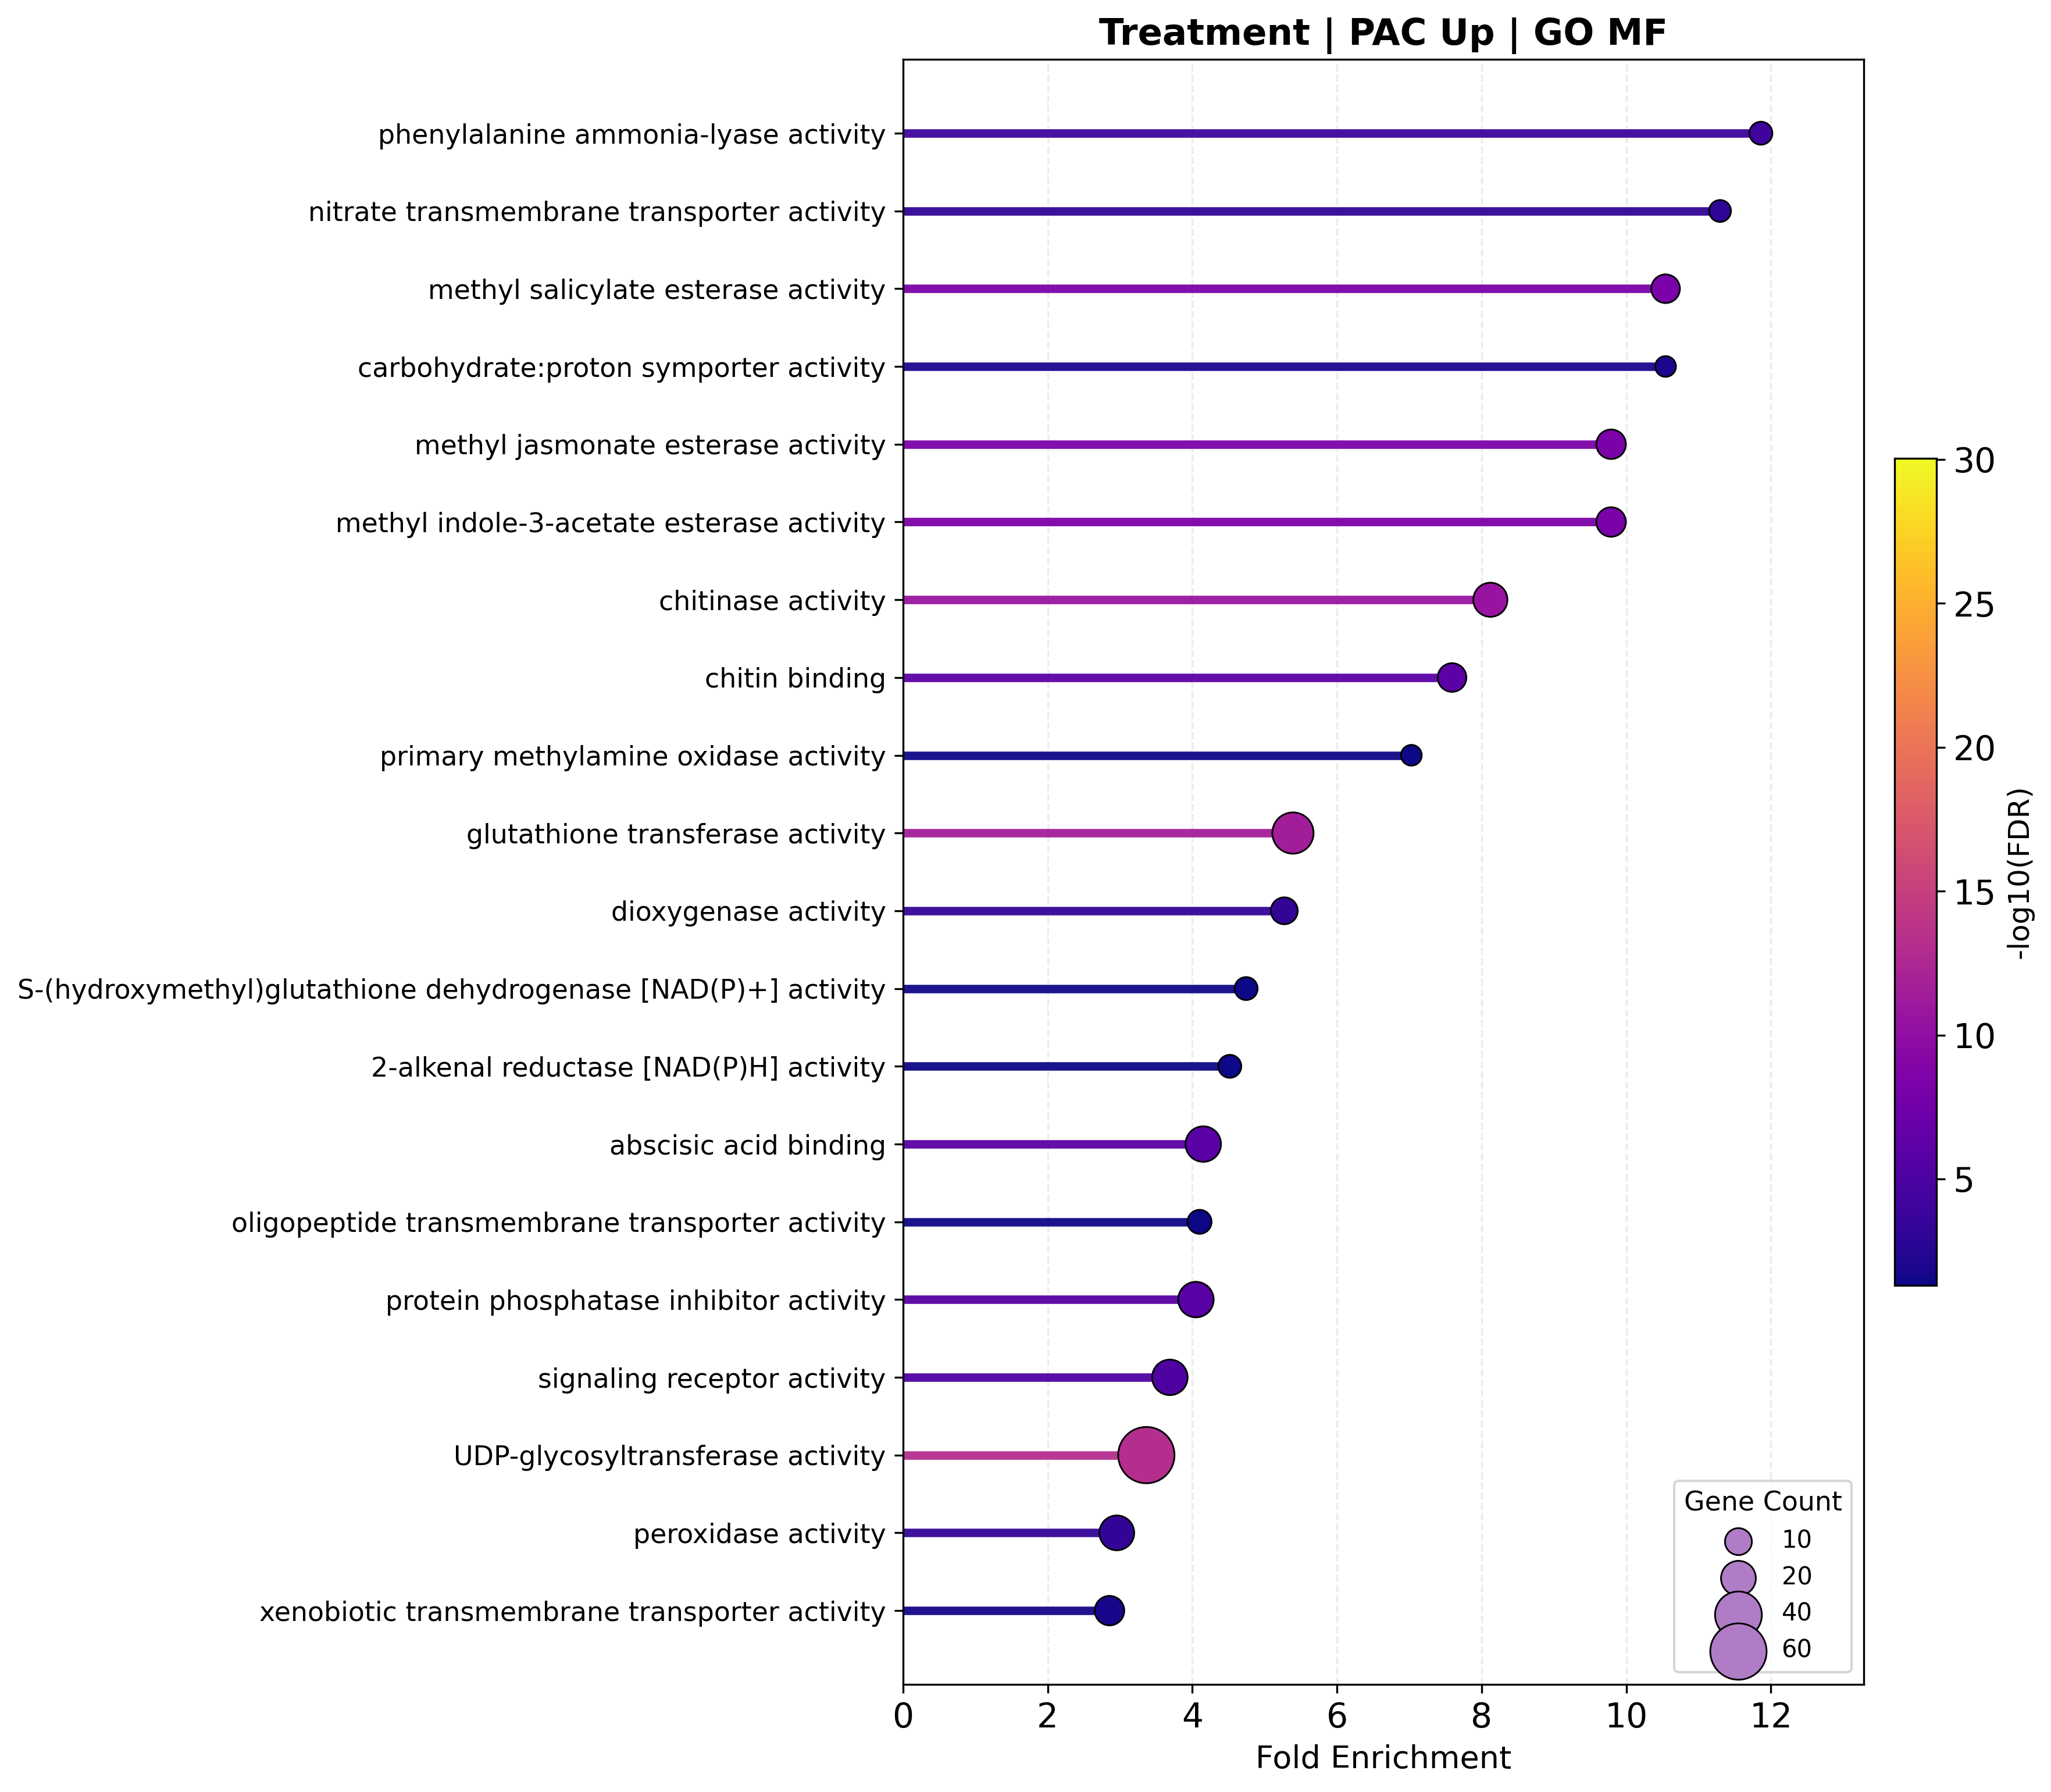 Treatment | PAC Up | GO MF
phenylalanine ammonia-lyase activity
nitrate transmembrane transporter activity
methyl salicylate esterase activity
carbohydrate:proton symporter activity
methyl jasmonate esterase activity
methyl indole-3-acetate esterase activity
chitinase activity
chitin binding
primary methylamine oxidase activity
glutathione transferase activity
dioxygenase activity
S-(hydroxymethyl)glutathione dehydrogenase [NAD(P)+] activity
2-alkenal reductase [NAD(P)H] activity
abscisic acid binding
oligopeptide transmembrane transporter activity
protein phosphatase inhibitor activity
signaling receptor activity
UDP-glycosyltransferase activity
peroxidase activity
xenobiotic transmembrane transporter activity
0 2 4 6 8 10 12
Fold Enrichment
Gene Count
10
20
40
60
30
25
20
15
10
5
-log10(FDR)